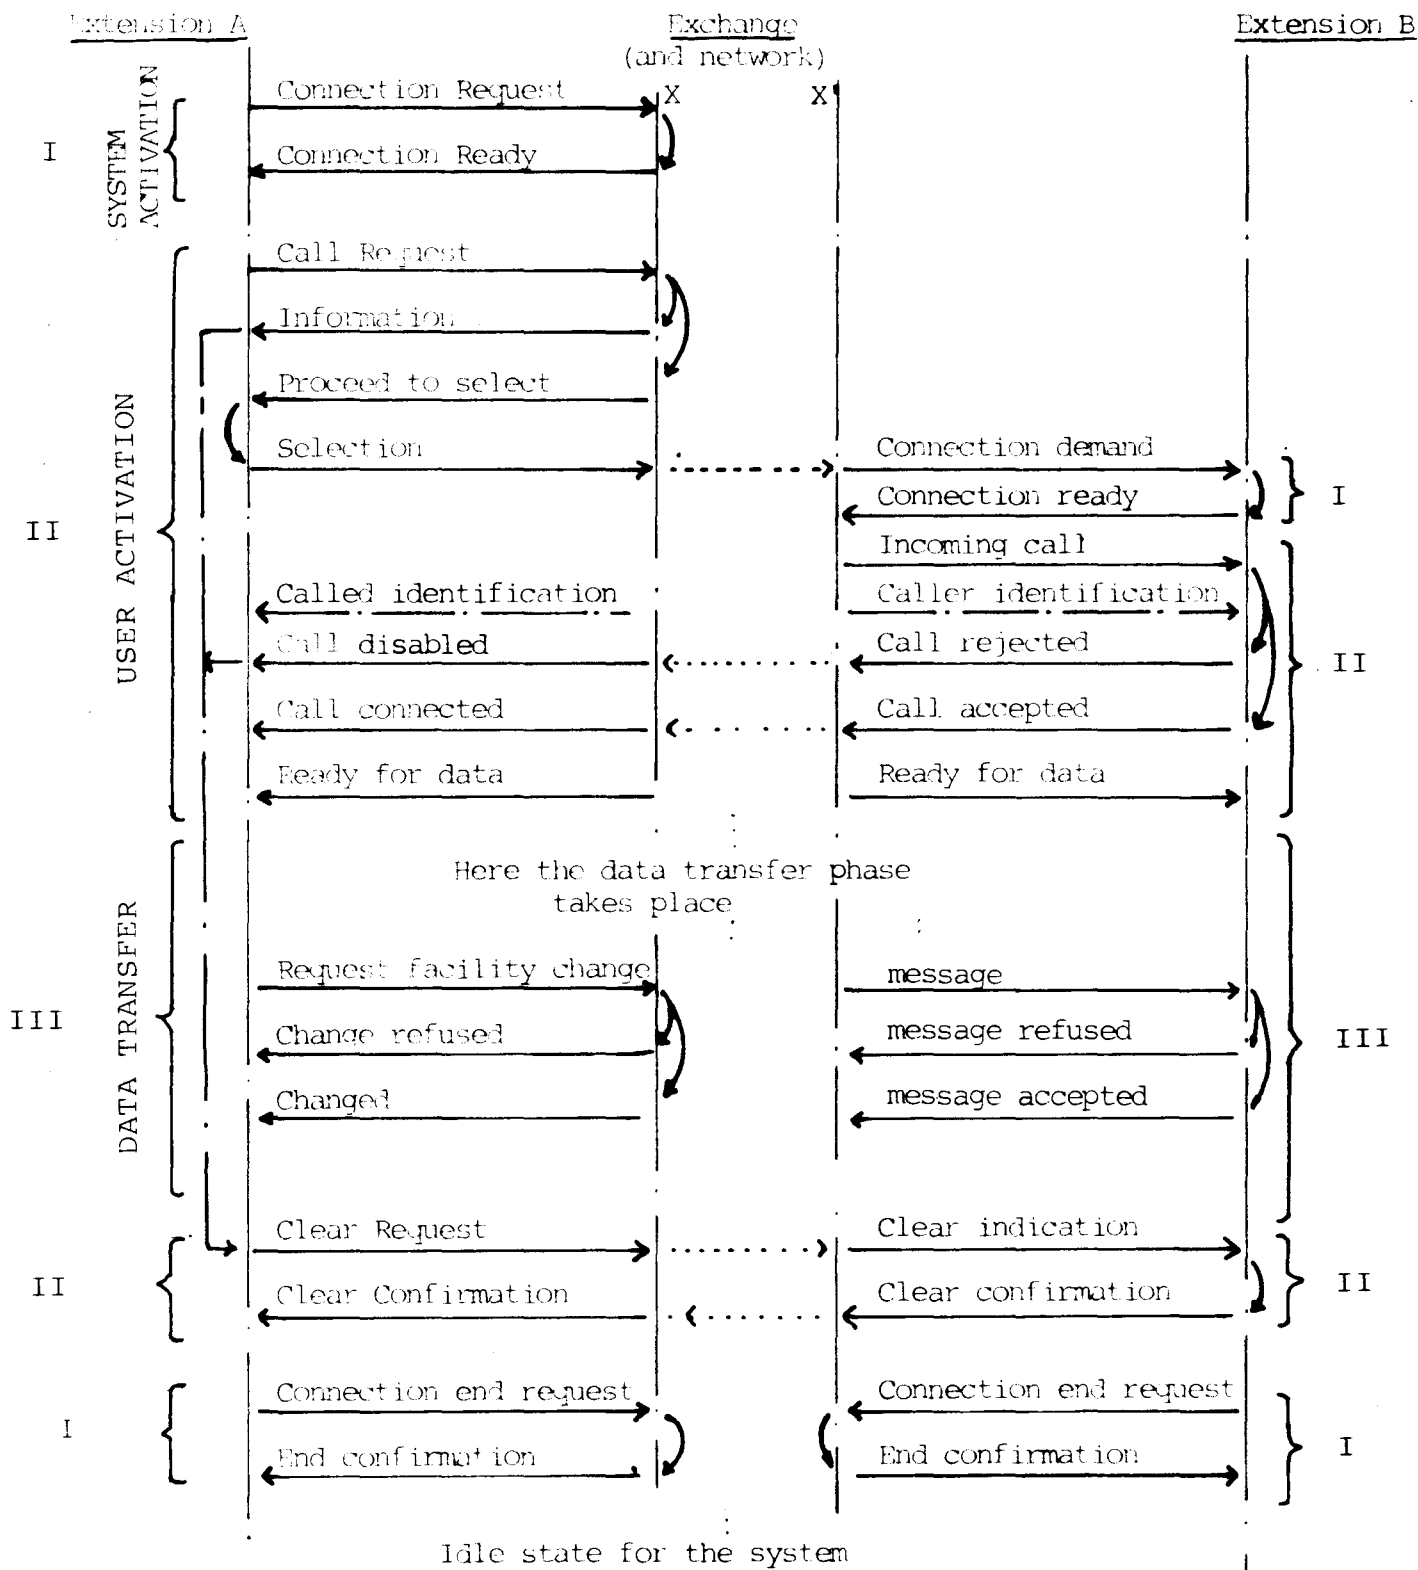 Extension A
Exchange
(and network)
Extension B
X
X'
SYSTEM
ACTIVATION
I
Connection Request
Connection Ready
Call Request
Information
Proceed to select
Selection
Connection demand
Connection ready
I
Incoming call
USER ACTIVATION
II
Called identification
Caller identification
Call disabled
Call rejected
II
Call connected
Call accepted
Ready for data
Ready for data
Here the data transfer phase
takes place
DATA TRANSFER
III
Request facility change
message
Change refused
message refused
III
Changed
message accepted
Clear Request
Clear indication
II
Clear Confirmation
Clear confirmation
II
Connection end request
Connection end request
I
End confirmation
End confirmation
I
Idle state for the system